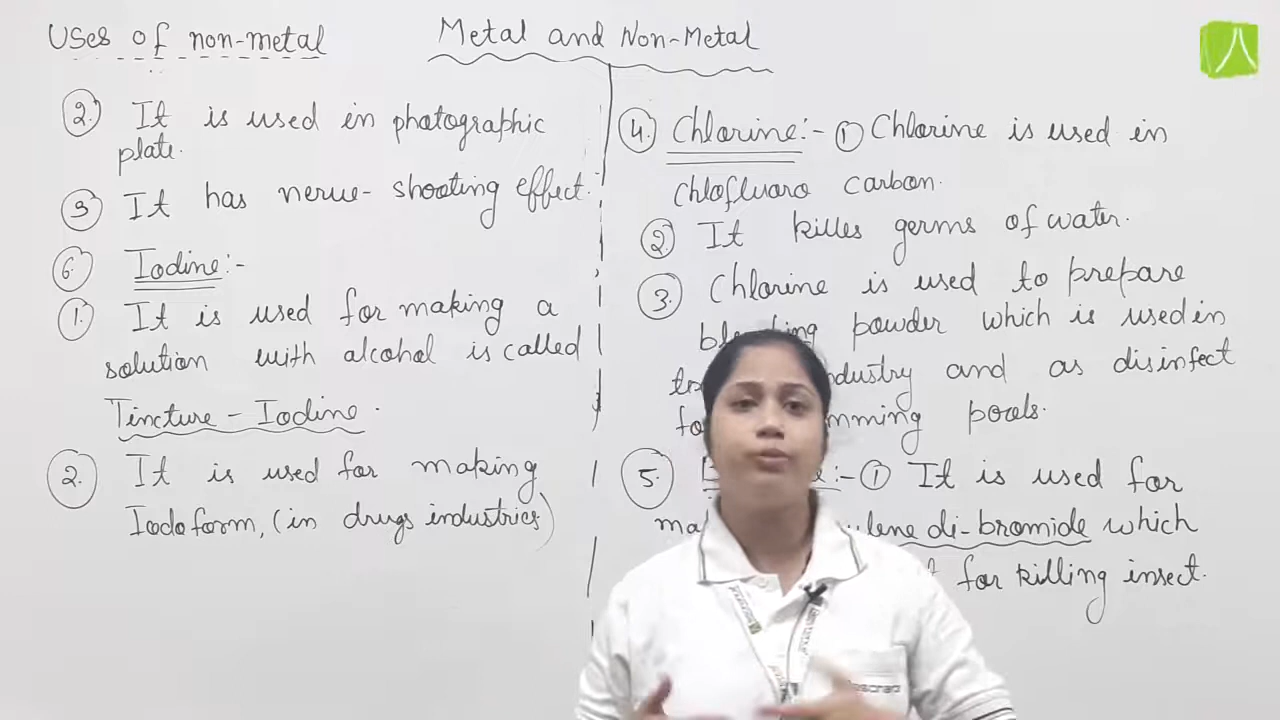 Uses of non-metal
Metal and Non-Metal
2. It is used in photographic
plate.
3 It has nerve-shooting effect.
6. Iodine:-
1. It is used for making a
solution with alcohol is called
Tincture - Iodine.
2. It is used for making
Iodoform, (in drugs industries)
4. Chlorine:- 1 Chlorine is used in
chlofluoro carbon.
2 It killes germs of water.
3. Chlorine is used to prepare
powder which is used in
and as disinfect
pools.
5. :- 1 It is used for
di-bromide which
for killing insect.